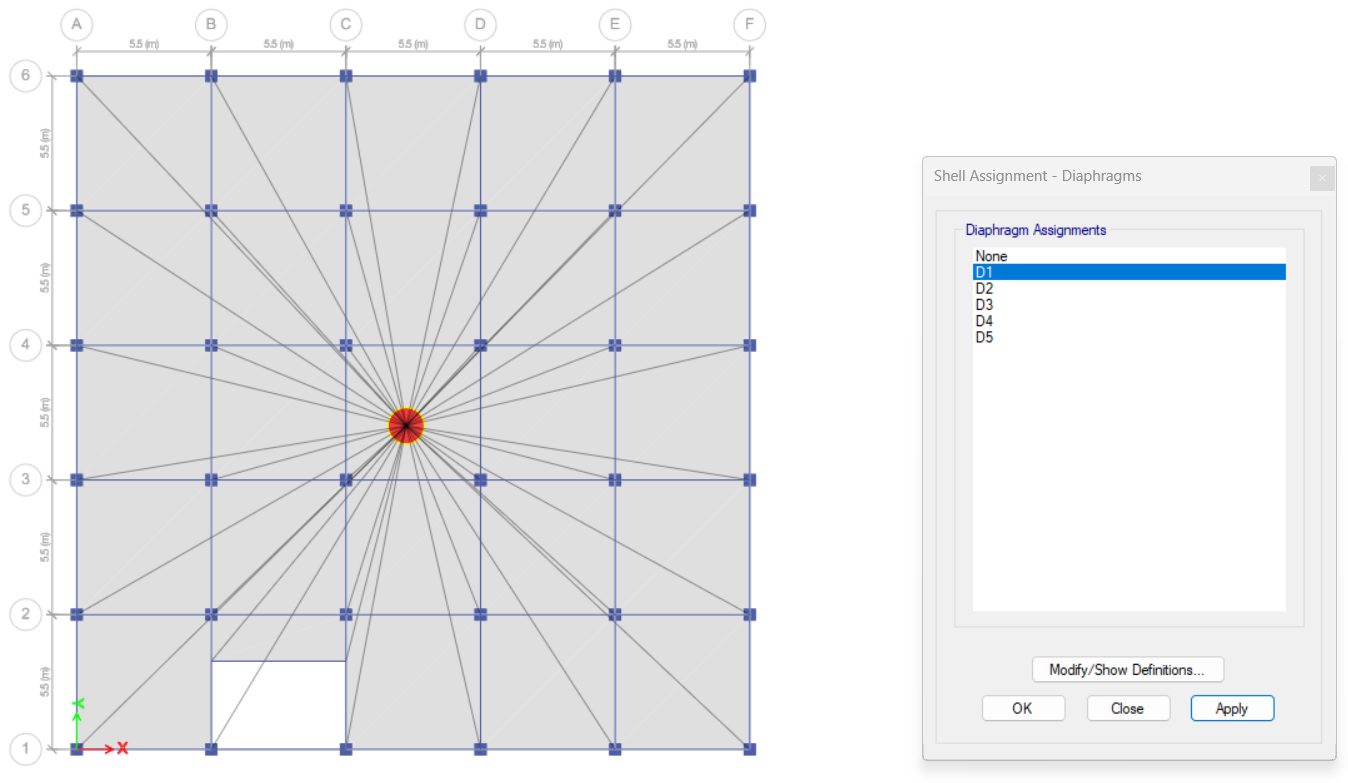 A B C D E F
5.5 (m) 5.5 (m) 5.5 (m) 5.5 (m) 5.5 (m)
6
5.5 (m)
5
5.5 (m)
4
5.5 (m)
3
5.5 (m)
2
5.5 (m)
Y
1
X
Shell Assignment - Diaphragms
Diaphragm Assignments
None
D1
D2
D3
D4
D5
Modify/Show Definitions...
OK Close Apply